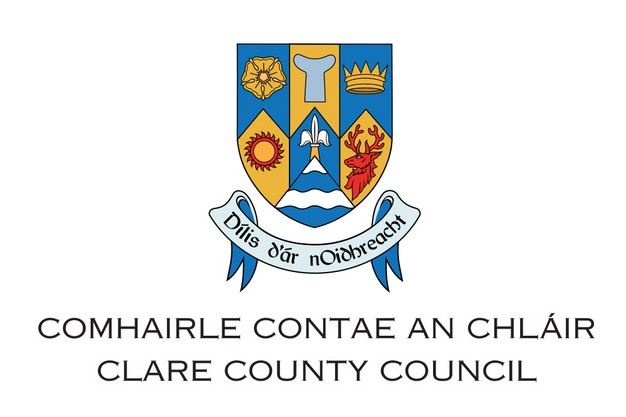 Dílis d'ár nOidhreacht
COMHAIRLE CONTAE AN CHLÁIR
CLARE COUNTY COUNCIL